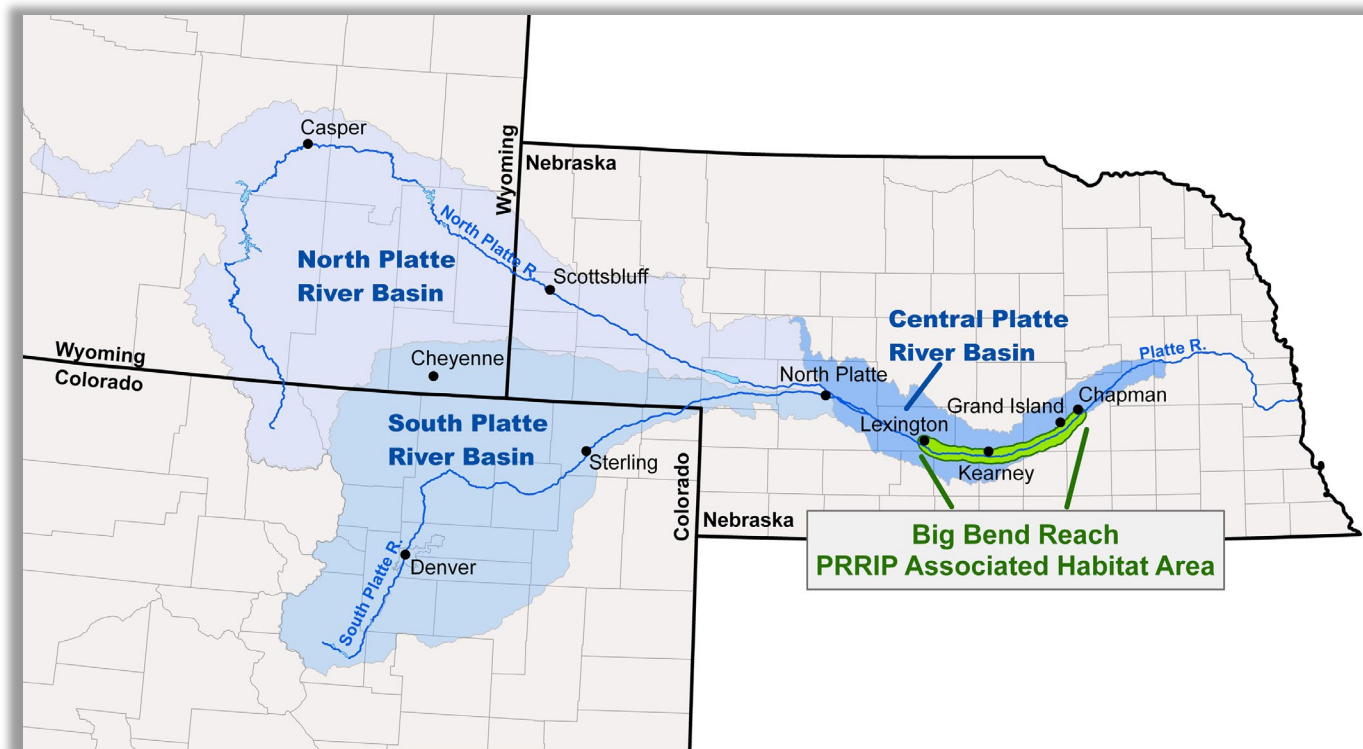 Casper
Wyoming
Nebraska
North Platte R.
North Platte
River Basin
Scottsbluff
Central Platte
River Basin
Platte R.
Wyoming
Colorado
Cheyenne
North Platte
Grand Island
Chapman
Lexington
South Platte
River Basin
Sterling
Kearney
Colorado
Nebraska
South Platte R.
Denver
Big Bend Reach
PRRIP Associated Habitat Area